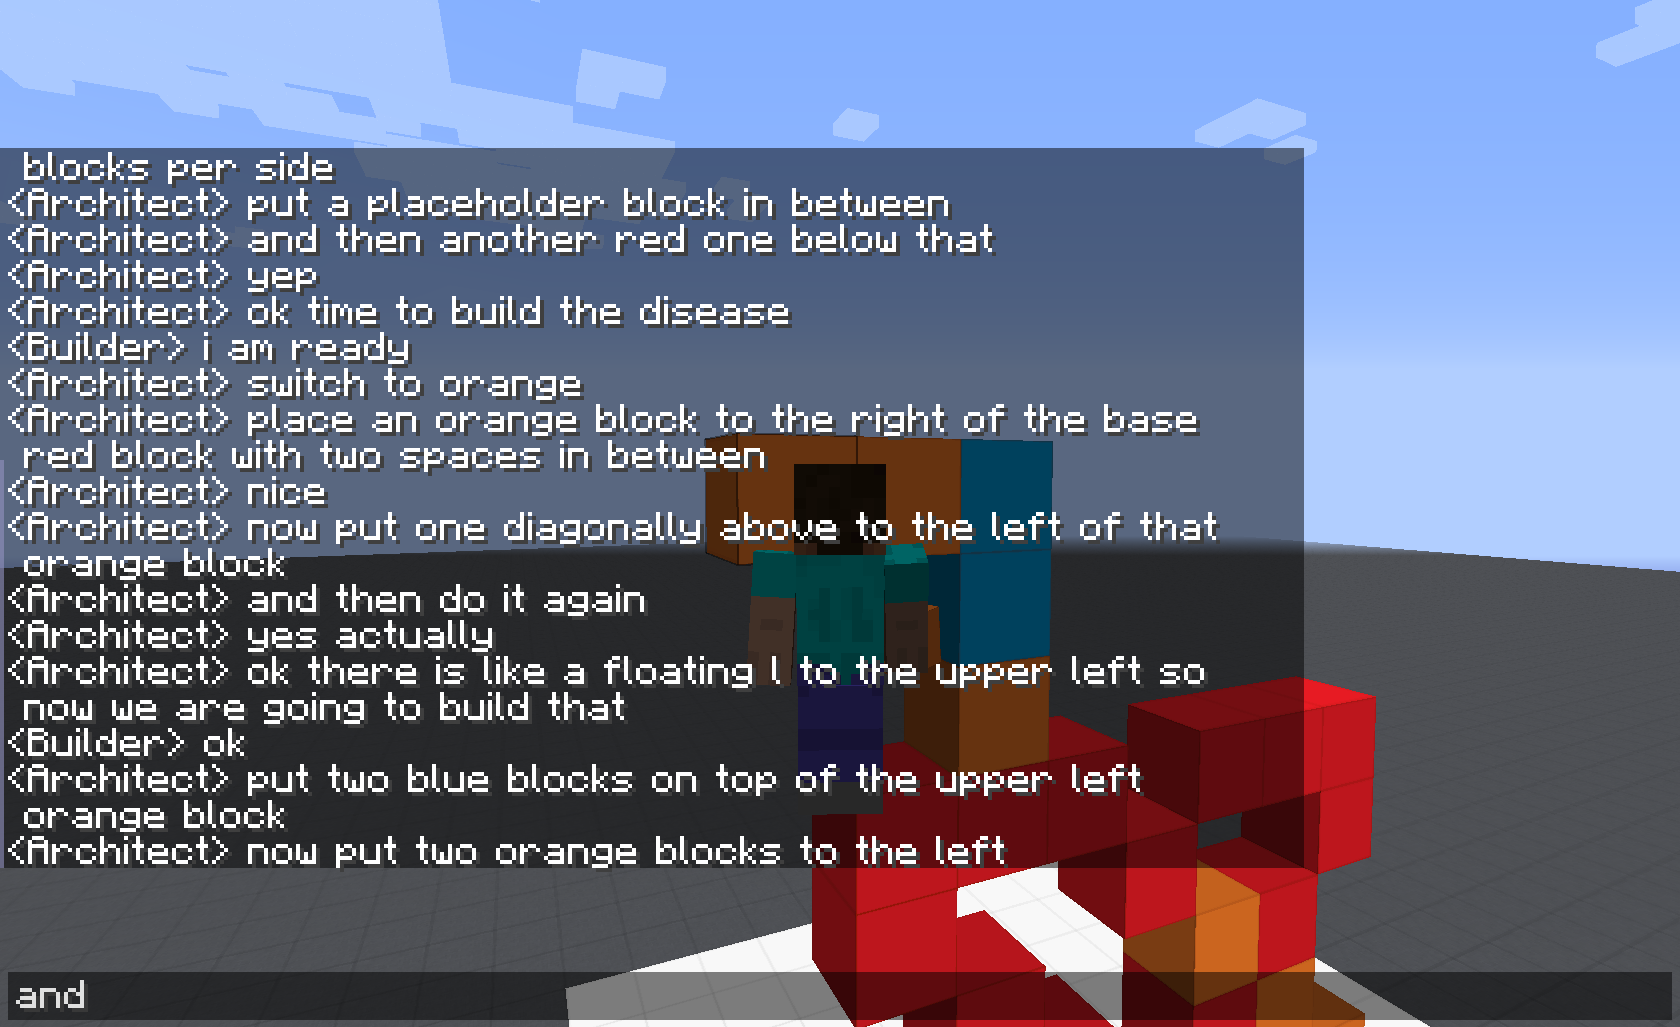 blocks per side
<Architect> put a placeholder block in between
<Architect> and then another red one below that
<Architect> yep
<Architect> ok time to build the disease
<Builder> i am ready
<Architect> switch to orange
<Architect> place an orange block to the right of the base
red block with two spaces in between
<Architect> nice
<Architect> now put one diagonally above to the left of that
orange block
<Architect> and then do it again
<Architect> yes actually
<Architect> ok there is like a floating l to the upper left so
now we are going to build that
<Builder> ok
<Architect> put two blue blocks on top of the upper left
orange block
<Architect> now put two orange blocks to the left
and